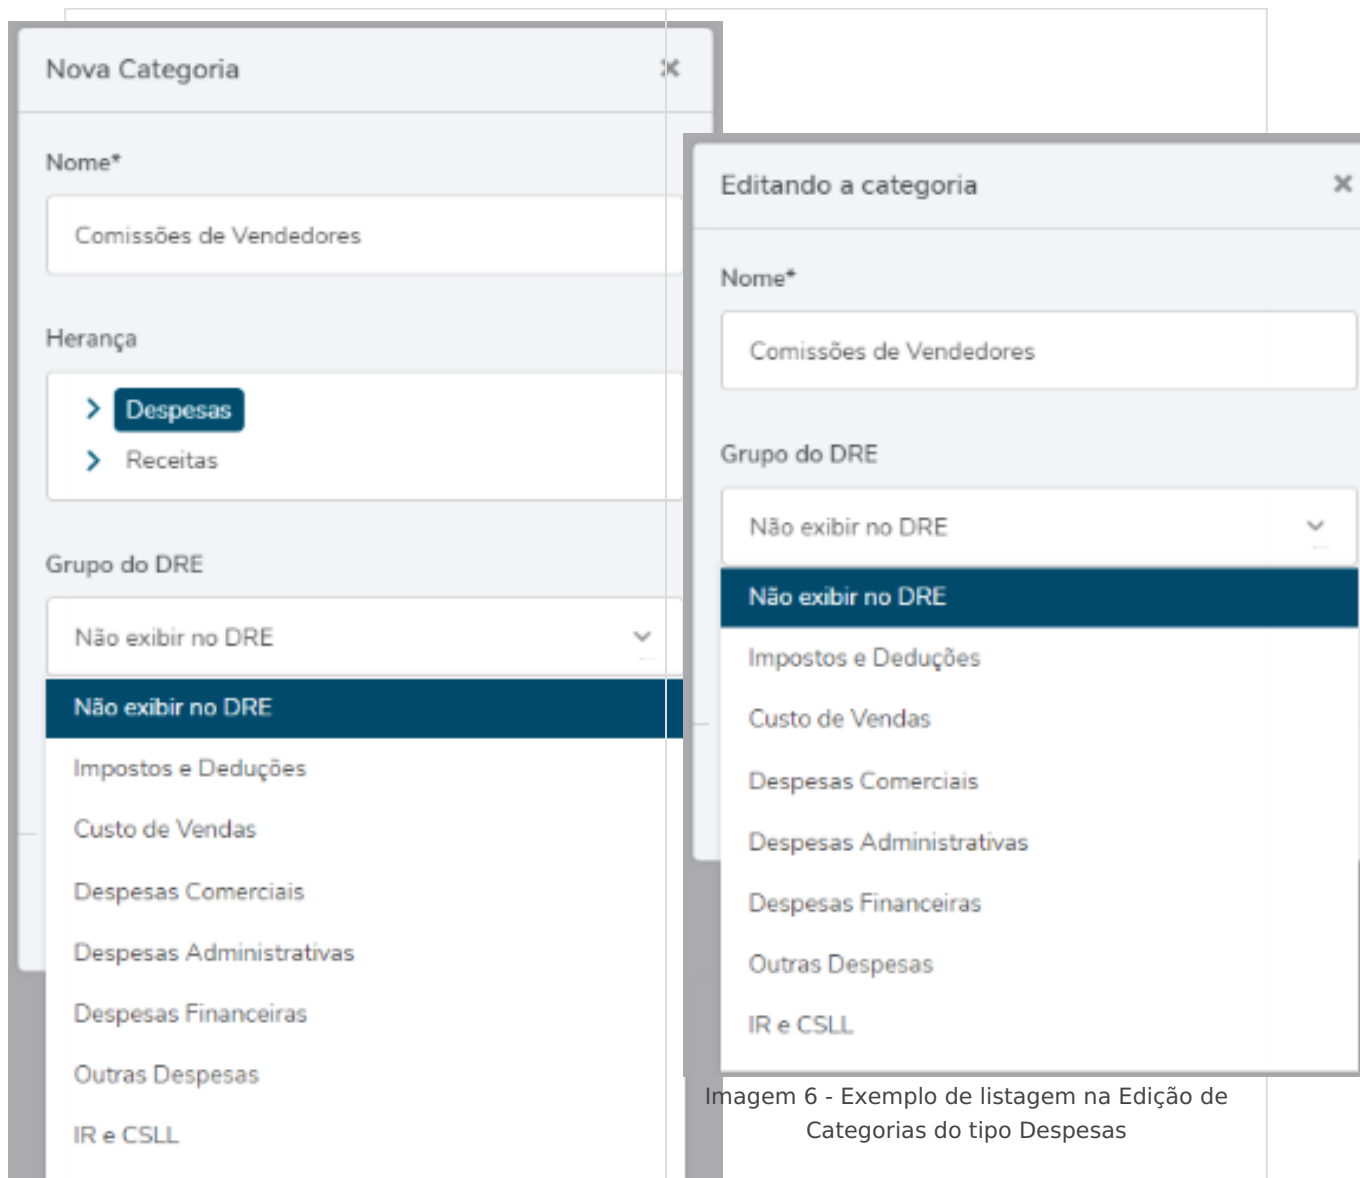 Nova Categoria
Nome*
Comissões de Vendedores
Herança
Despesas
Receitas
Grupo do DRE
Não exibir no DRE
Não exibir no DRE
Impostos e Deduções
Custo de Vendas
Despesas Comerciais
Despesas Administrativas
Despesas Financeiras
Outras Despesas
IR e CSLL
Editando a categoria
Nome*
Comissões de Vendedores
Grupo do DRE
Não exibir no DRE
Não exibir no DRE
Impostos e Deduções
Custo de Vendas
Despesas Comerciais
Despesas Administrativas
Despesas Financeiras
Outras Despesas
IR e CSLL
Imagem 6 - Exemplo de listagem na Edição de
Categorias do tipo Despesas